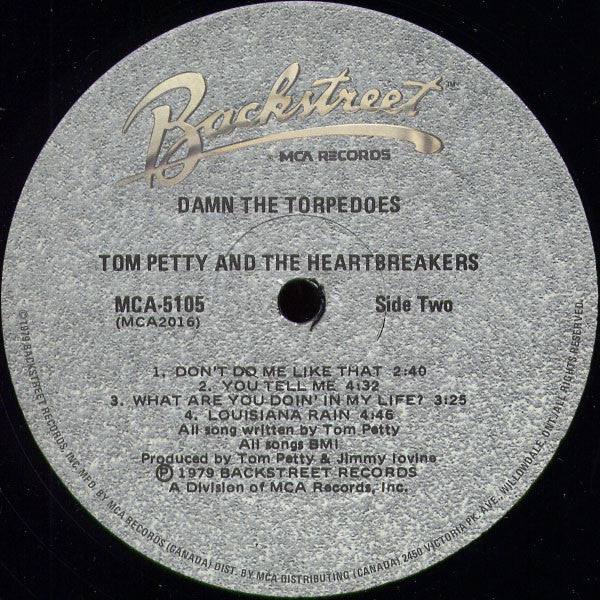 Backstreet™
MCA RECORDS
DAMN THE TORPEDOES
TOM PETTY AND THE HEARTBREAKERS
MCA-5105
(MCA2016)
Side Two
1. DON'T DO ME LIKE THAT 2:40
2. YOU TELL ME 4:32
3. WHAT ARE YOU DOIN' IN MY LIFE? 3:25
4. LOUISIANA RAIN 4:46
All song written by Tom Petty
All songs BMI
Produced by Tom Petty & Jimmy Iovine
℗ 1979 BACKSTREET RECORDS
A Division of MCA Records, Inc.
© 1979 BACKSTREET RECORDS, INC. MF'D. BY MCA RECORDS (CANADA) DIST. BY MCA DISTRIBUTING (CANADA) 2450 VICTORIA PK. AVE. WILLOWDALE, ONT. ALL RIGHTS RESERVED.